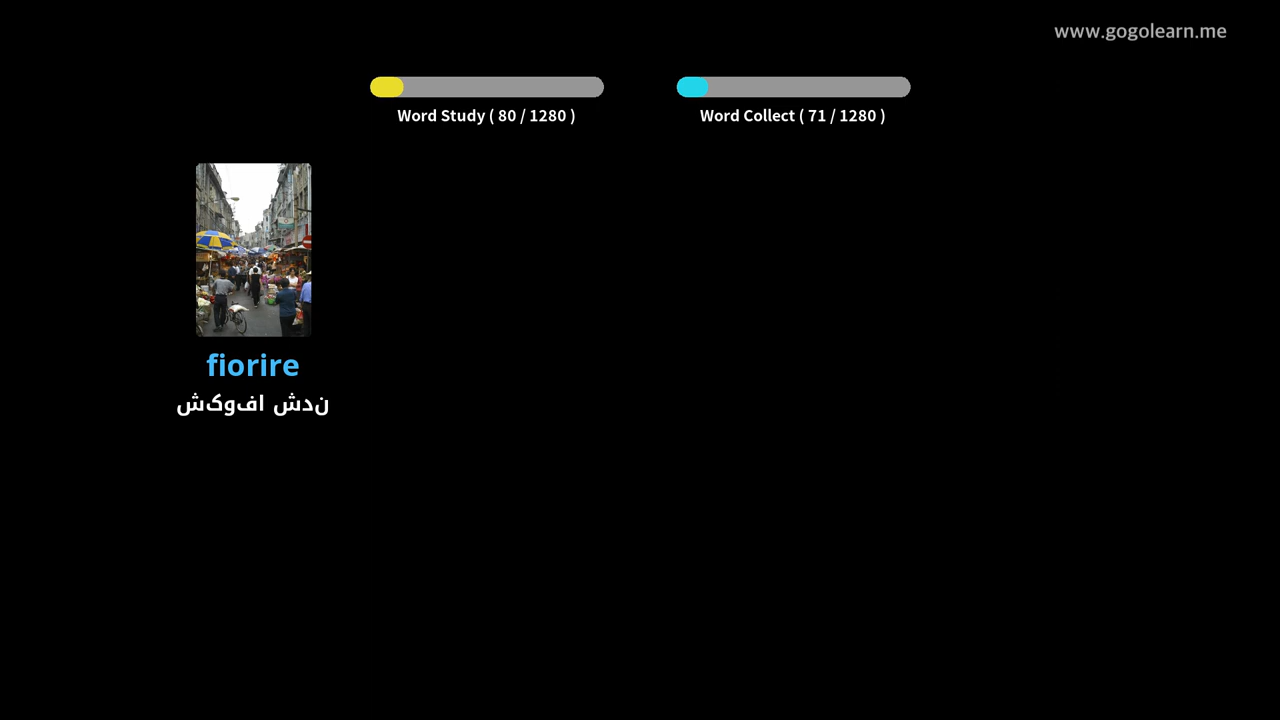 www.gogolearn.me
Word Study ( 80 / 1280 )
Word Collect ( 71 / 1280 )
fiorire
ندش افوکش